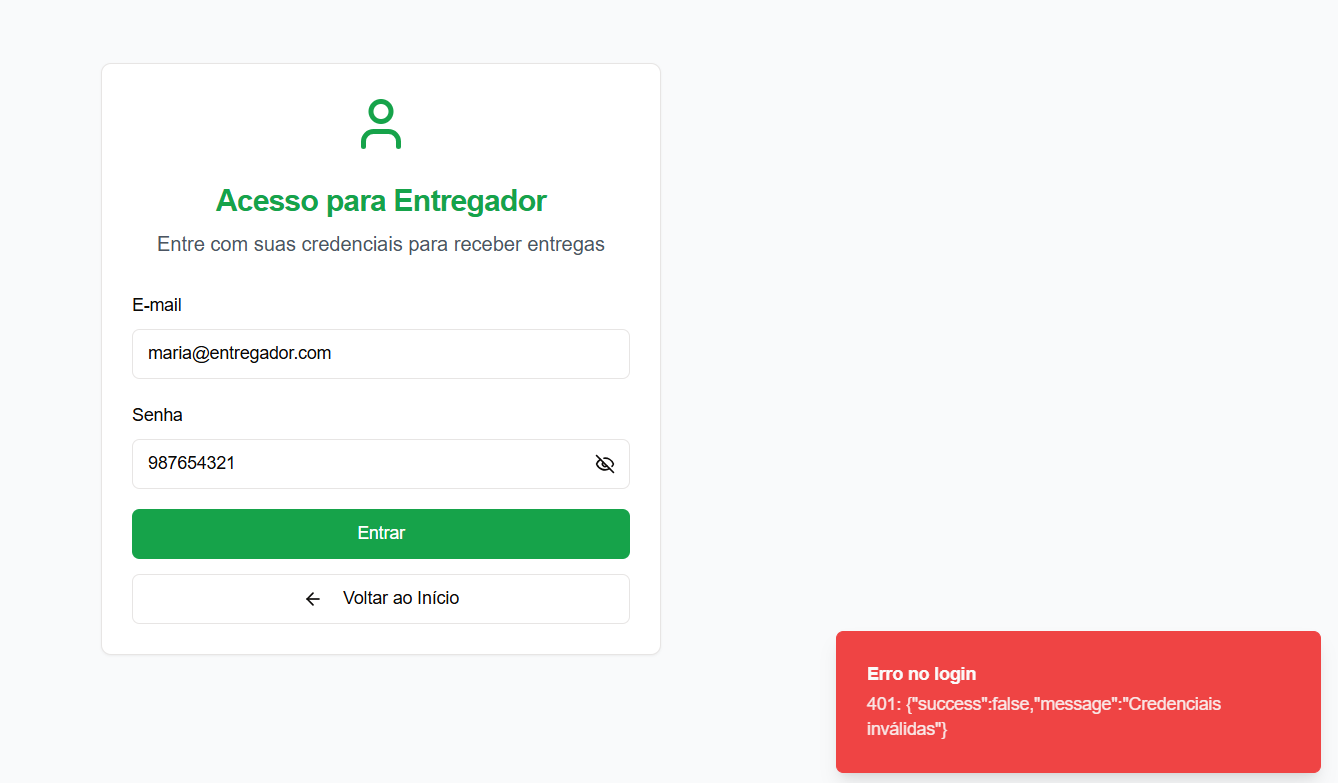 Acesso para Entregador
Entre com suas credenciais para receber entregas
E-mail
maria@entregador.com
Senha
987654321
Entrar
Voltar ao Início
Erro no login
401: {"success":false,"message":"Credenciais
inválidas"}